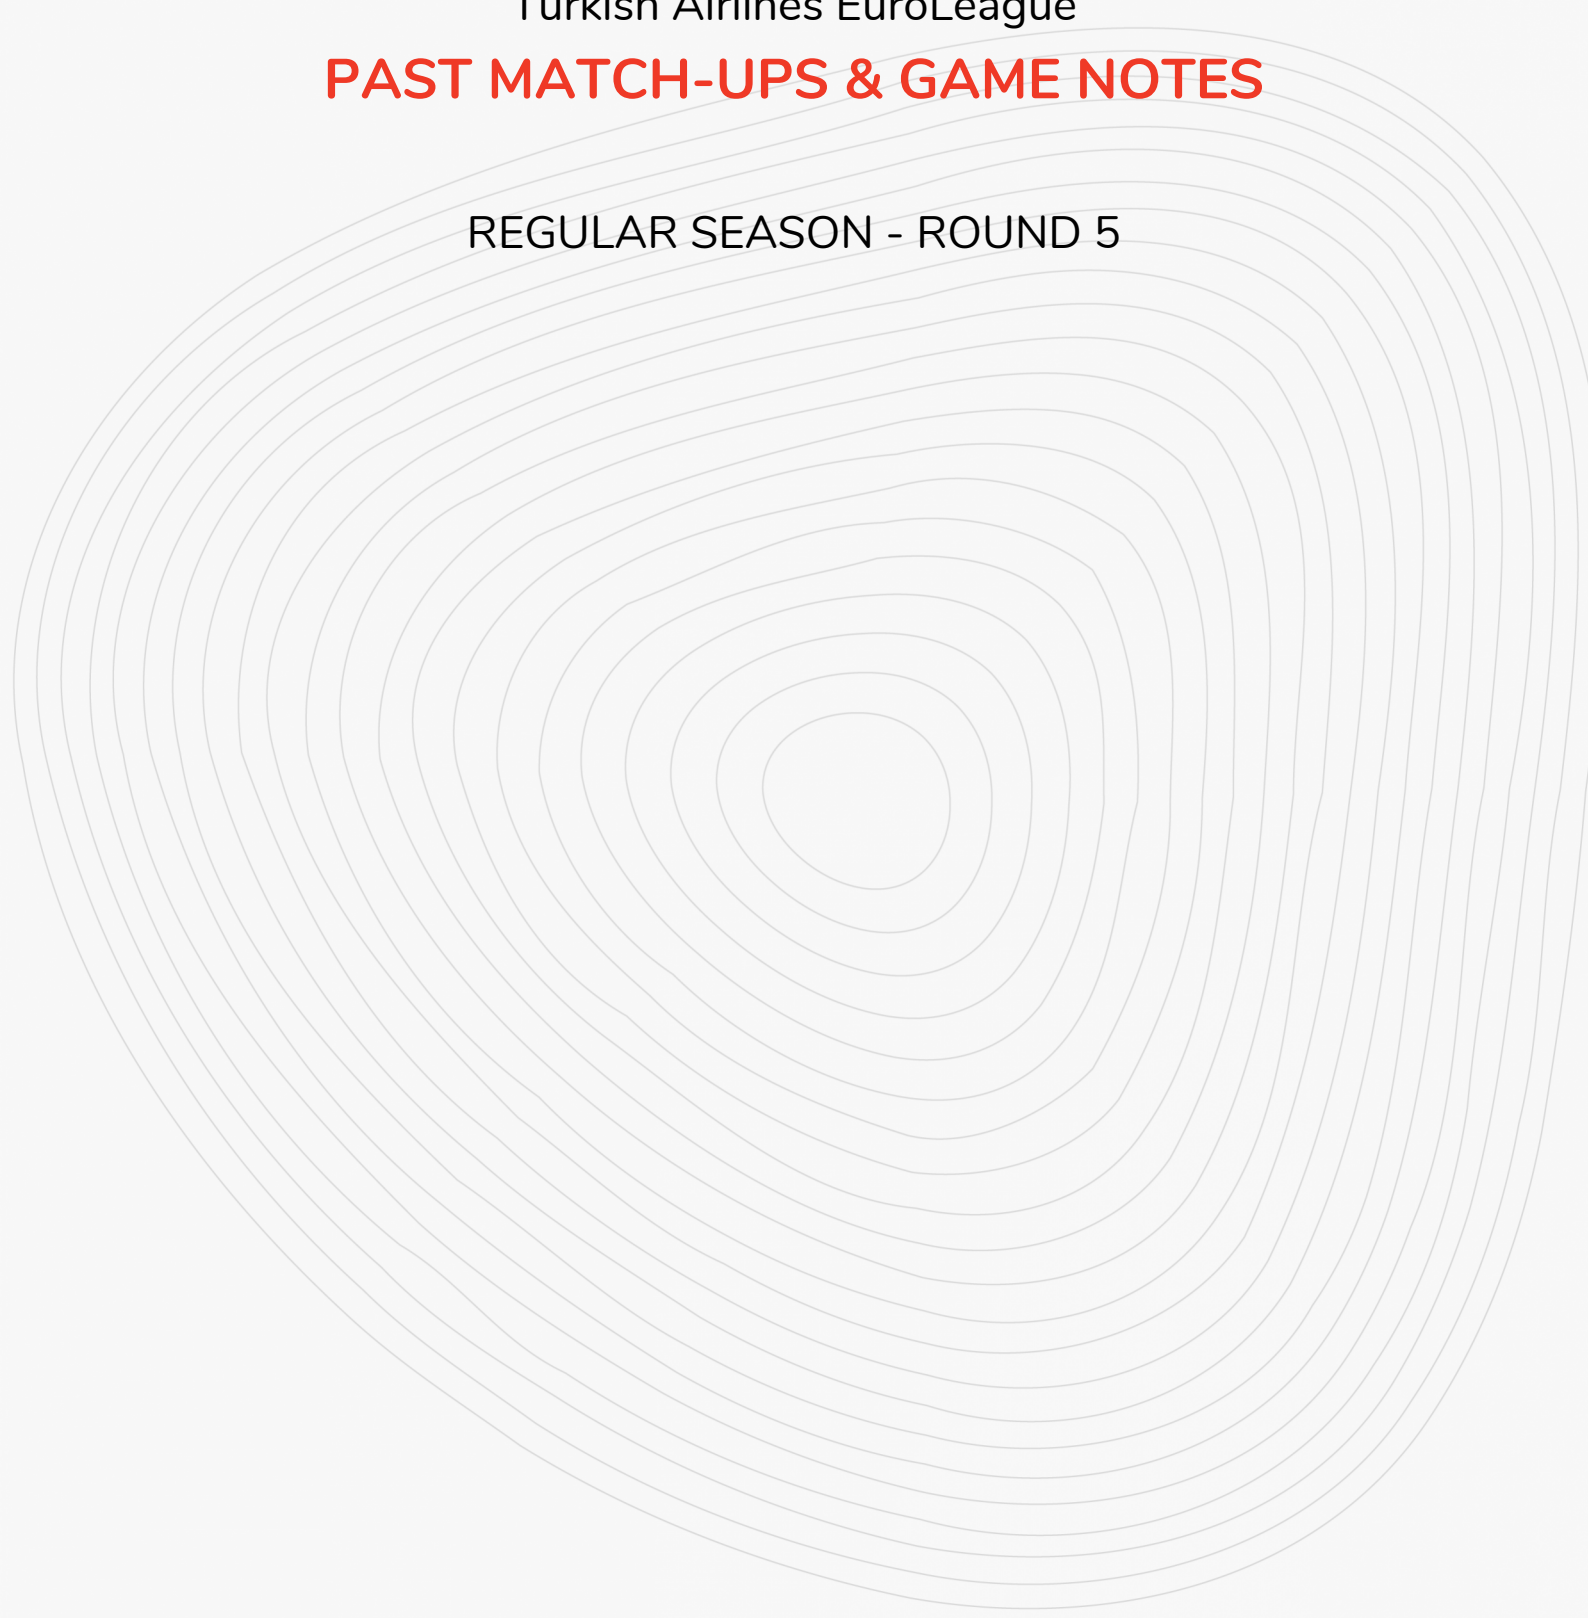 Turkish Airlines EuroLeague
PAST MATCH-UPS & GAME NOTES
REGULAR SEASON - ROUND 5